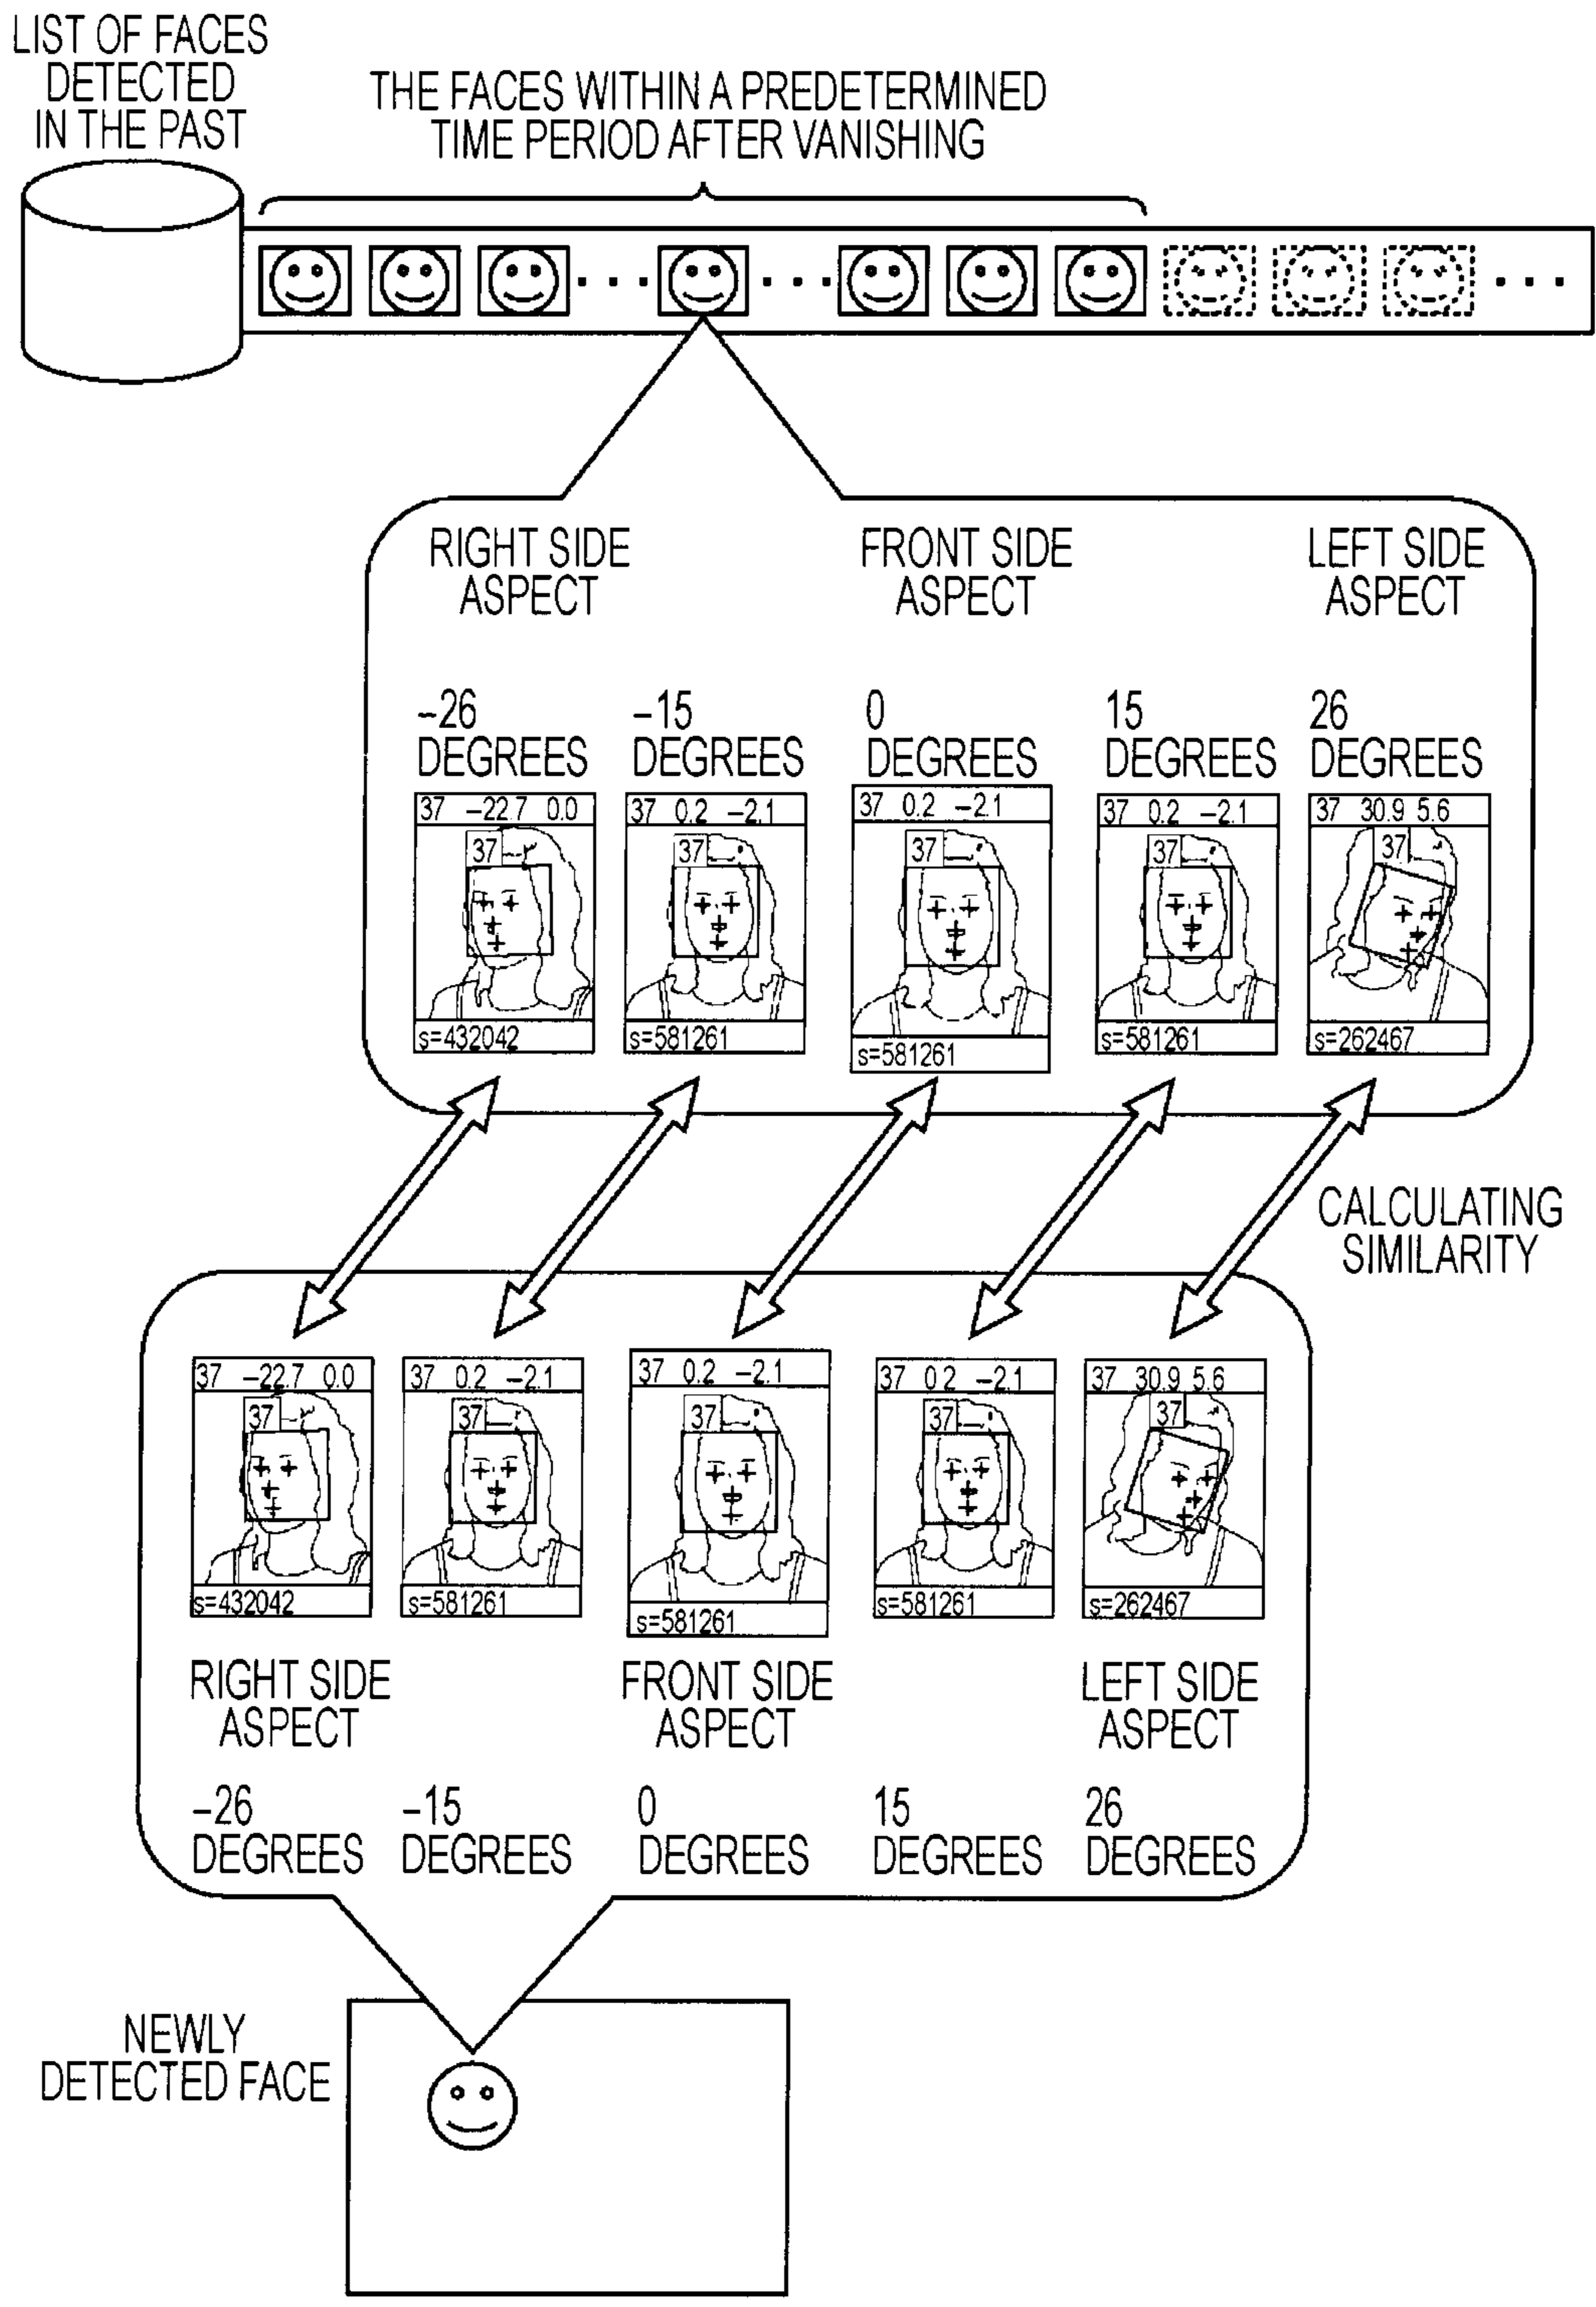 LIST OF FACES
DETECTED
IN THE PAST
THE FACES WITHIN A PREDETERMINED
TIME PERIOD AFTER VANISHING
RIGHT SIDE
ASPECT
FRONT SIDE
ASPECT
LEFT SIDE
ASPECT
–26
DEGREES
–15
DEGREES
0
DEGREES
15
DEGREES
26
DEGREES
37 –22.7 0.0
37
s=432042
37 0.2 –2.1
37
s=581261
37 0.2 –2.1
37
s=581261
37 0.2 –2.1
37
s=581261
37 30.9 5.6
37
s=262467
CALCULATING
SIMILARITY
37 –22.7 0.0
37
s=432042
37 0.2 –2.1
37
s=581261
37 0.2 –2.1
37
s=581261
37 0.2 –2.1
37
s=581261
37 30.9 5.6
37
s=262467
RIGHT SIDE
ASPECT
FRONT SIDE
ASPECT
LEFT SIDE
ASPECT
–26
DEGREES
–15
DEGREES
0
DEGREES
15
DEGREES
26
DEGREES
NEWLY
DETECTED FACE